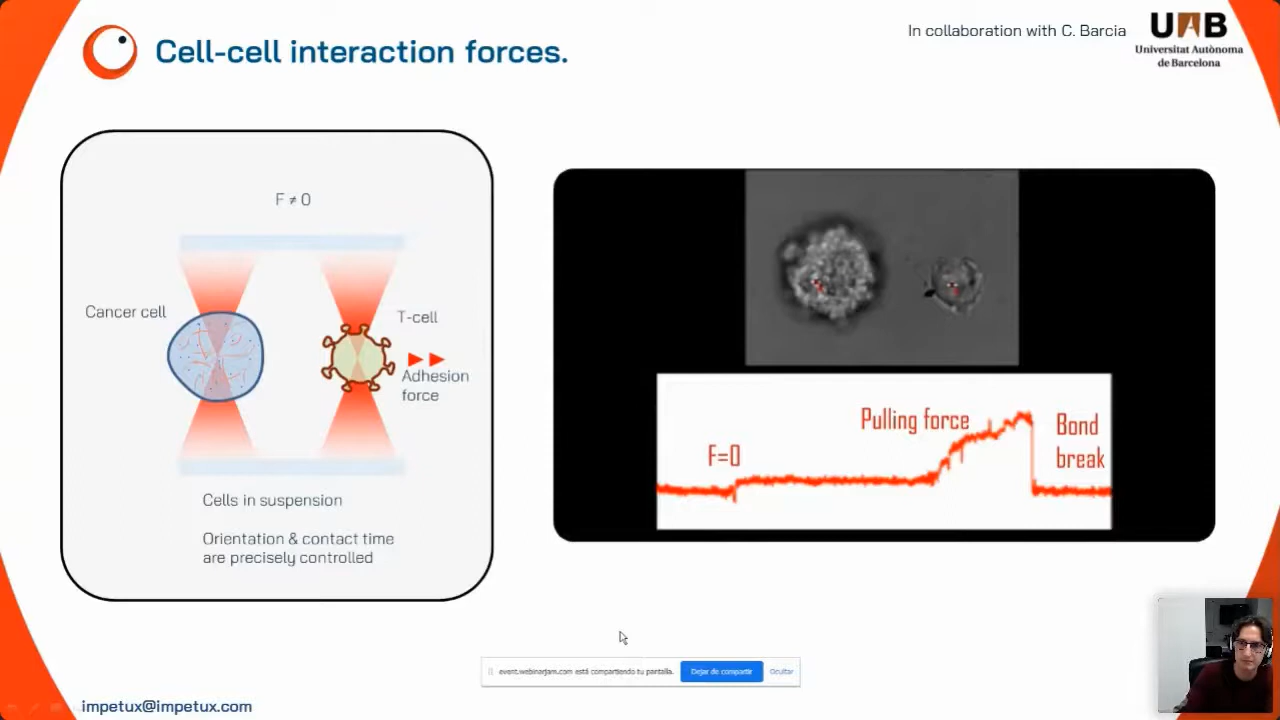 Cell-cell interaction forces.
In collaboration with C. Barcia
UAB
Universitat Autònoma
de Barcelona
F ≠ 0
Cancer cell
T-cell
Adhesion
force
Cells in suspension
Orientation & contact time
are precisely controlled
F=0
Pulling force
Bond
break
event.webinarjam.com está compartiendo tu pantalla.
Dejar de compartir
Ocultar
impetux@impetux.com